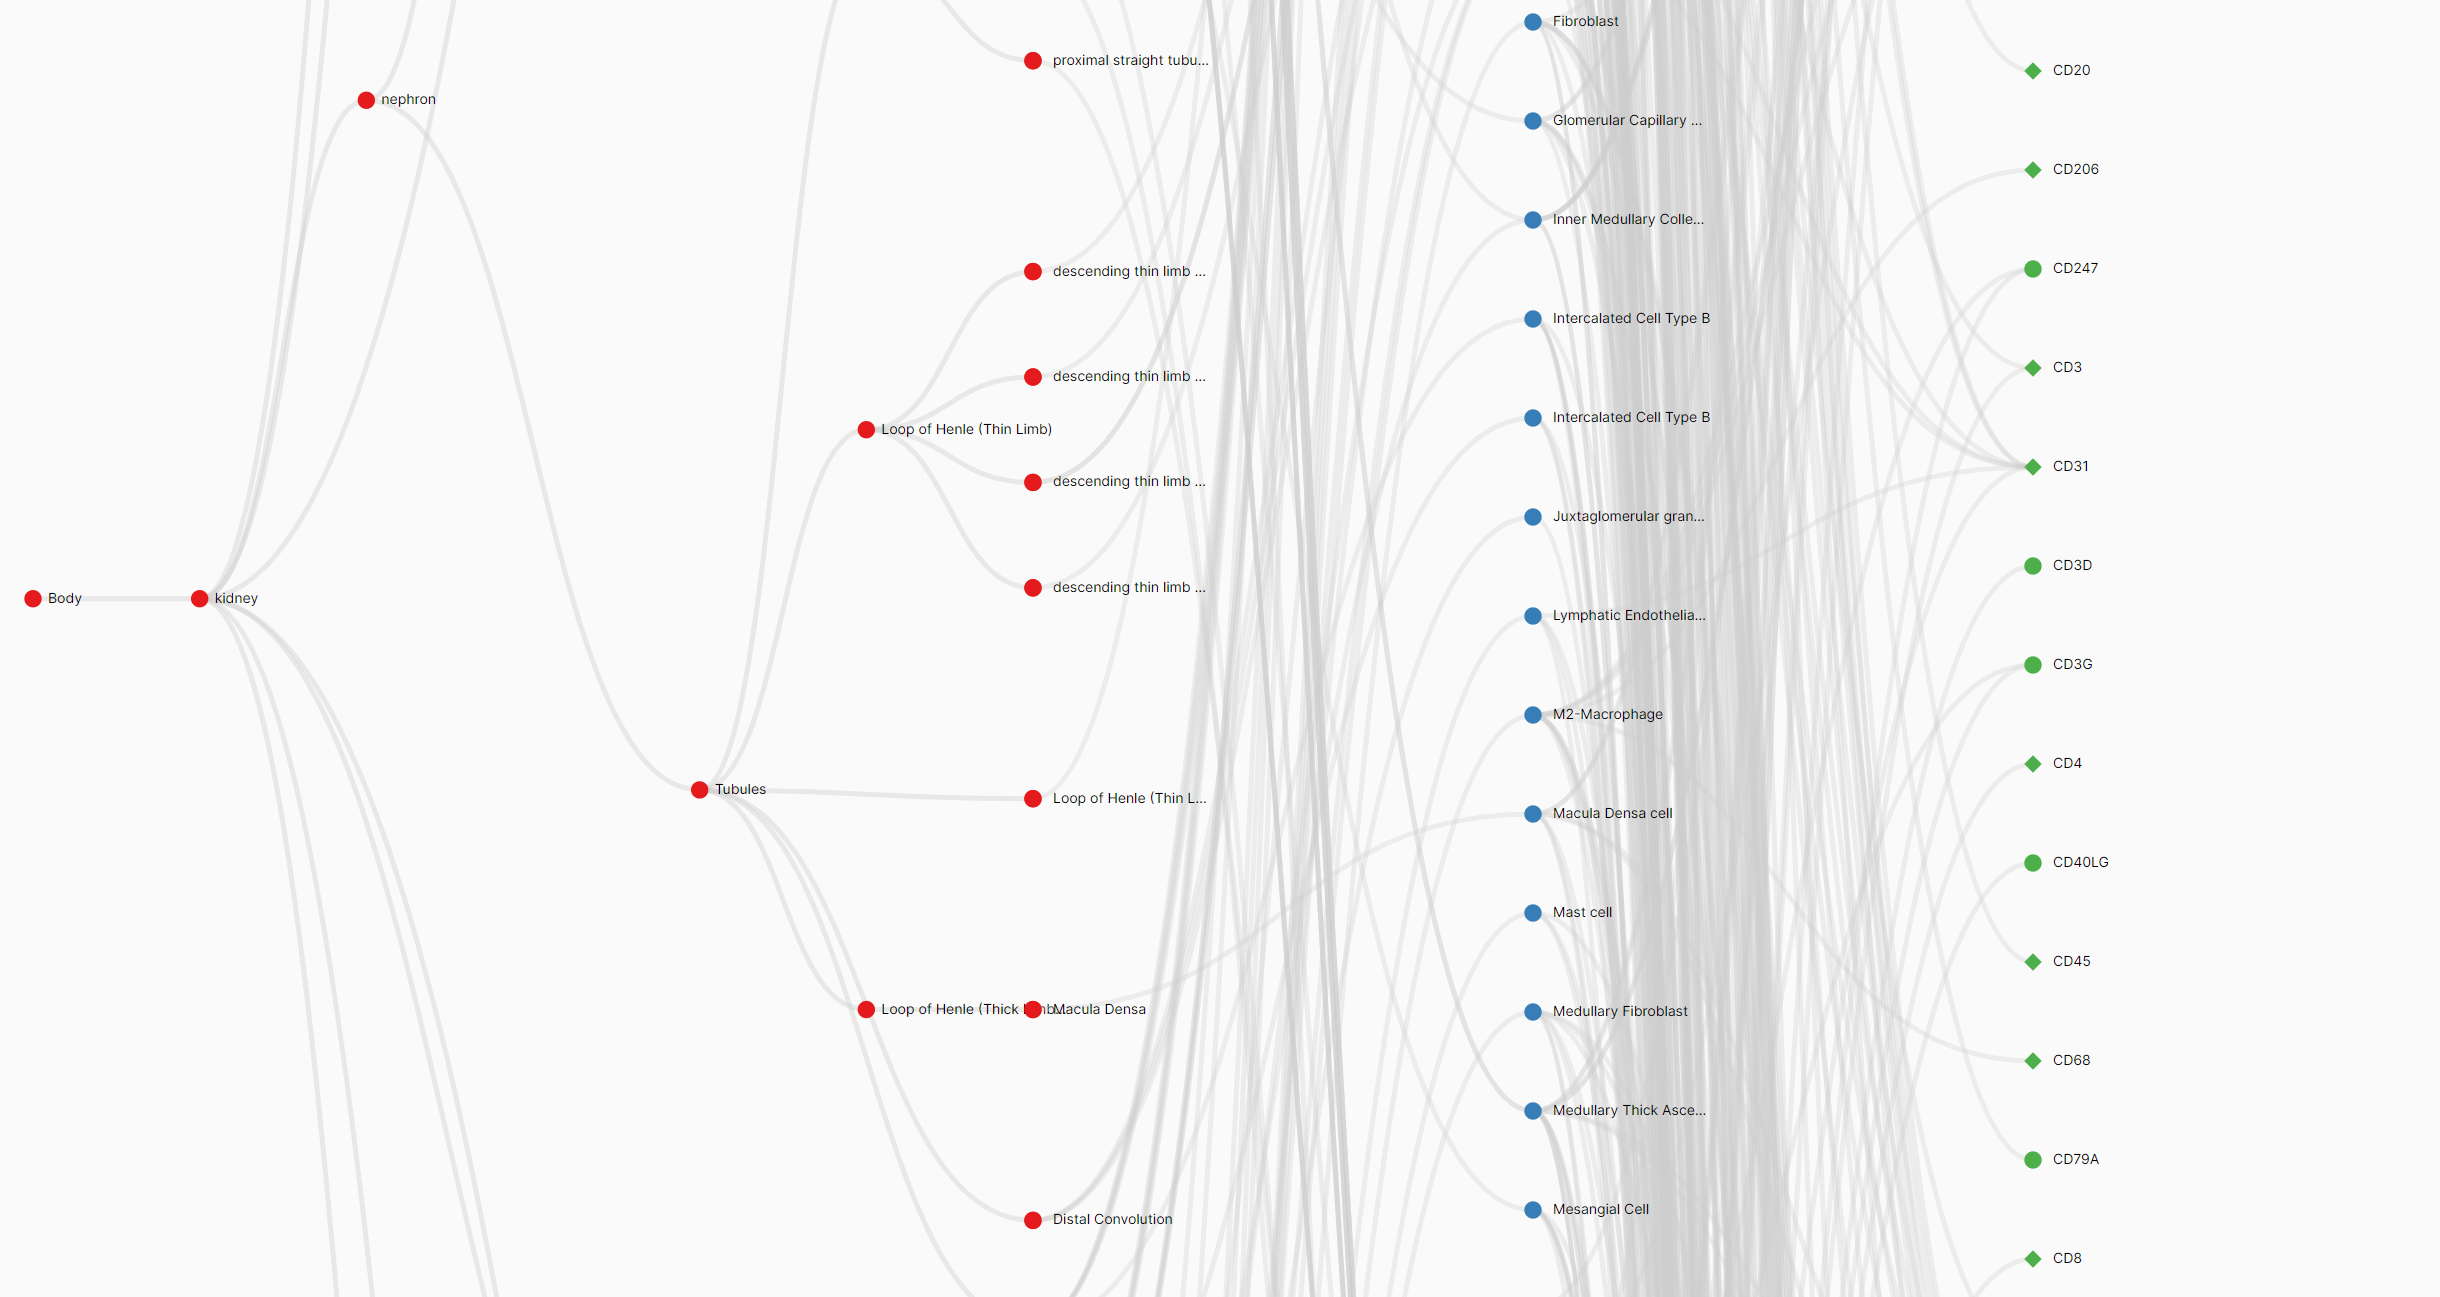 Body
kidney
nephron
Tubules
Loop of Henle (Thin Limb)
Loop of Henle (Thick
proximal straight tubu...
descending thin limb ...
descending thin limb ...
descending thin limb ...
descending thin limb ...
Loop of Henle (Thin L...
Macula Densa
Distal Convolution
Fibroblast
Glomerular Capillary ...
Inner Medullary Colle...
Intercalated Cell Type B
Intercalated Cell Type B
Juxtaglomerular gran...
Lymphatic Endothelia...
M2-Macrophage
Macula Densa cell
Mast cell
Medullary Fibroblast
Medullary Thick Asce...
Mesangial Cell
CD20
CD206
CD247
CD3
CD31
CD3D
CD3G
CD4
CD40LG
CD45
CD68
CD79A
CD8